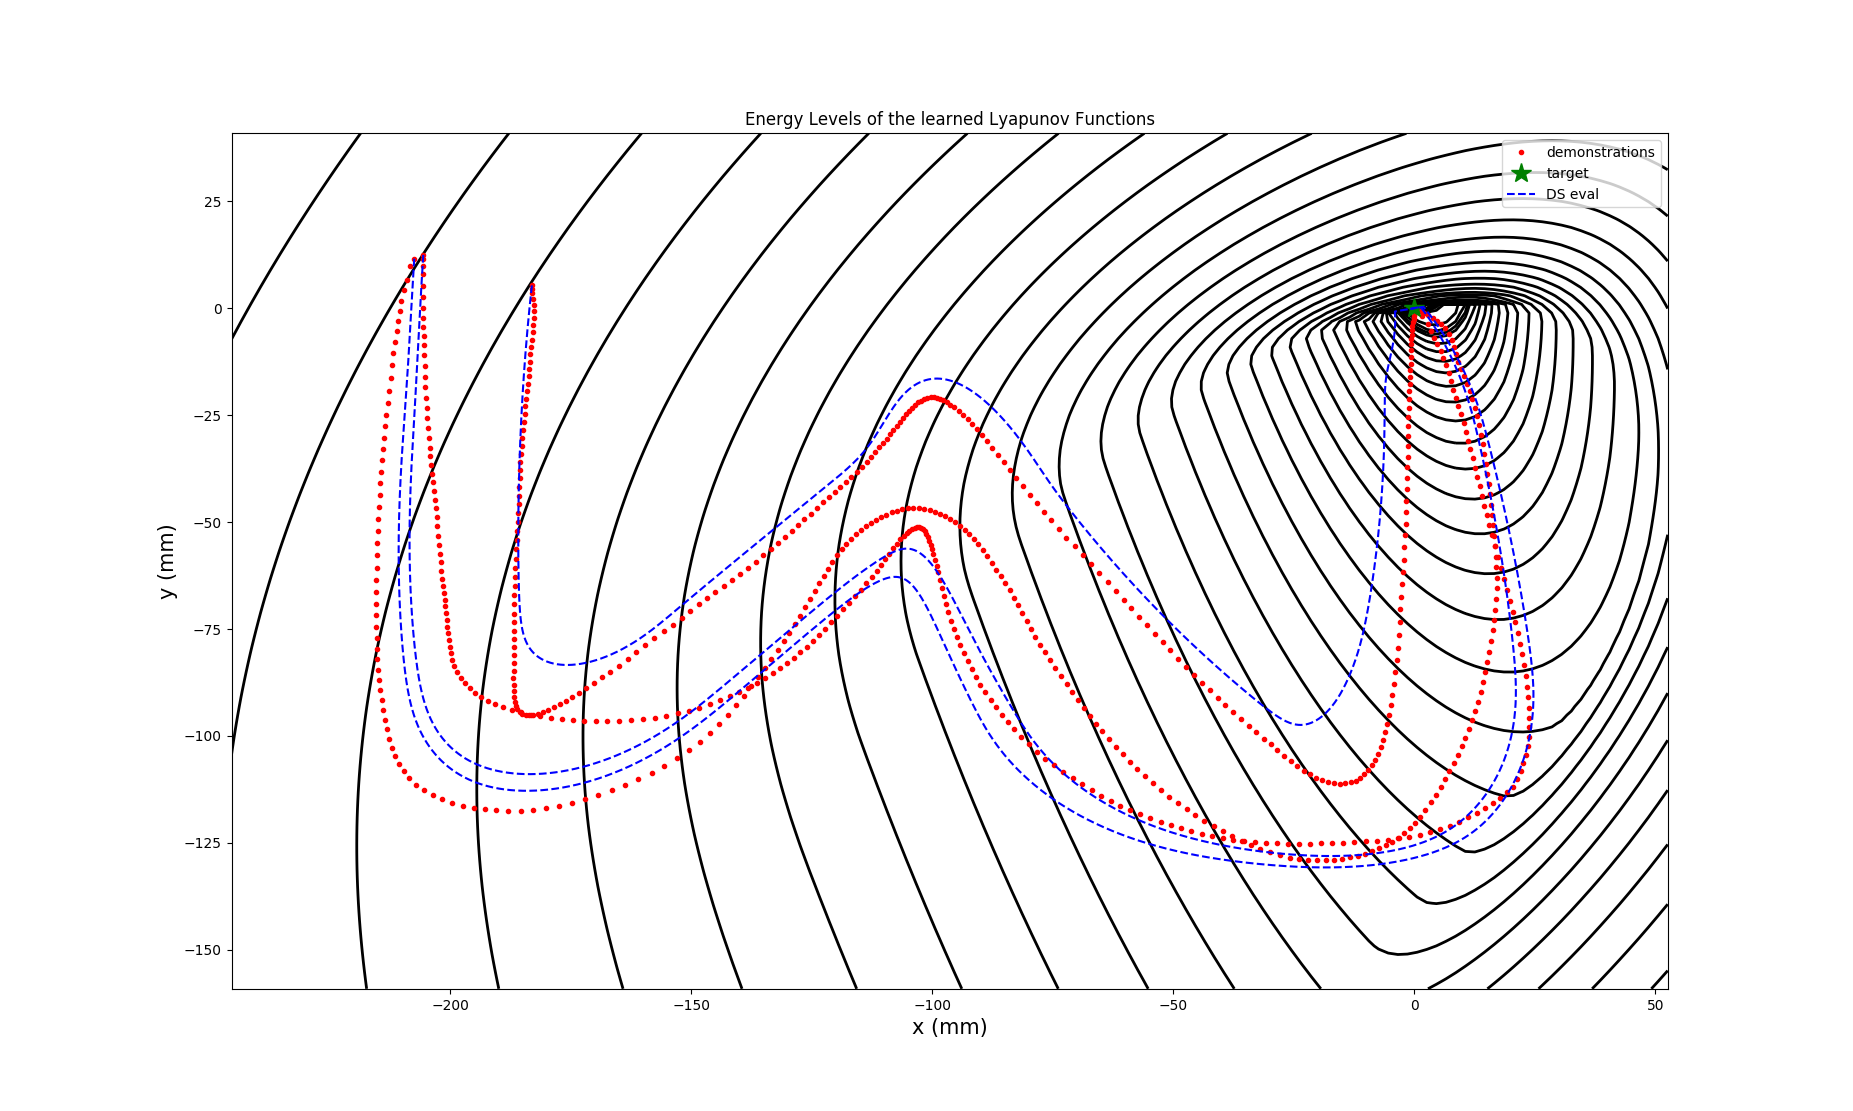 Energy Levels of the learned Lyapunov Functions
demonstrations
target
DS eval
25
0
−25
−50
−75
−100
−125
−150
y (mm)
−200
−150
−100
−50
0
50
x (mm)